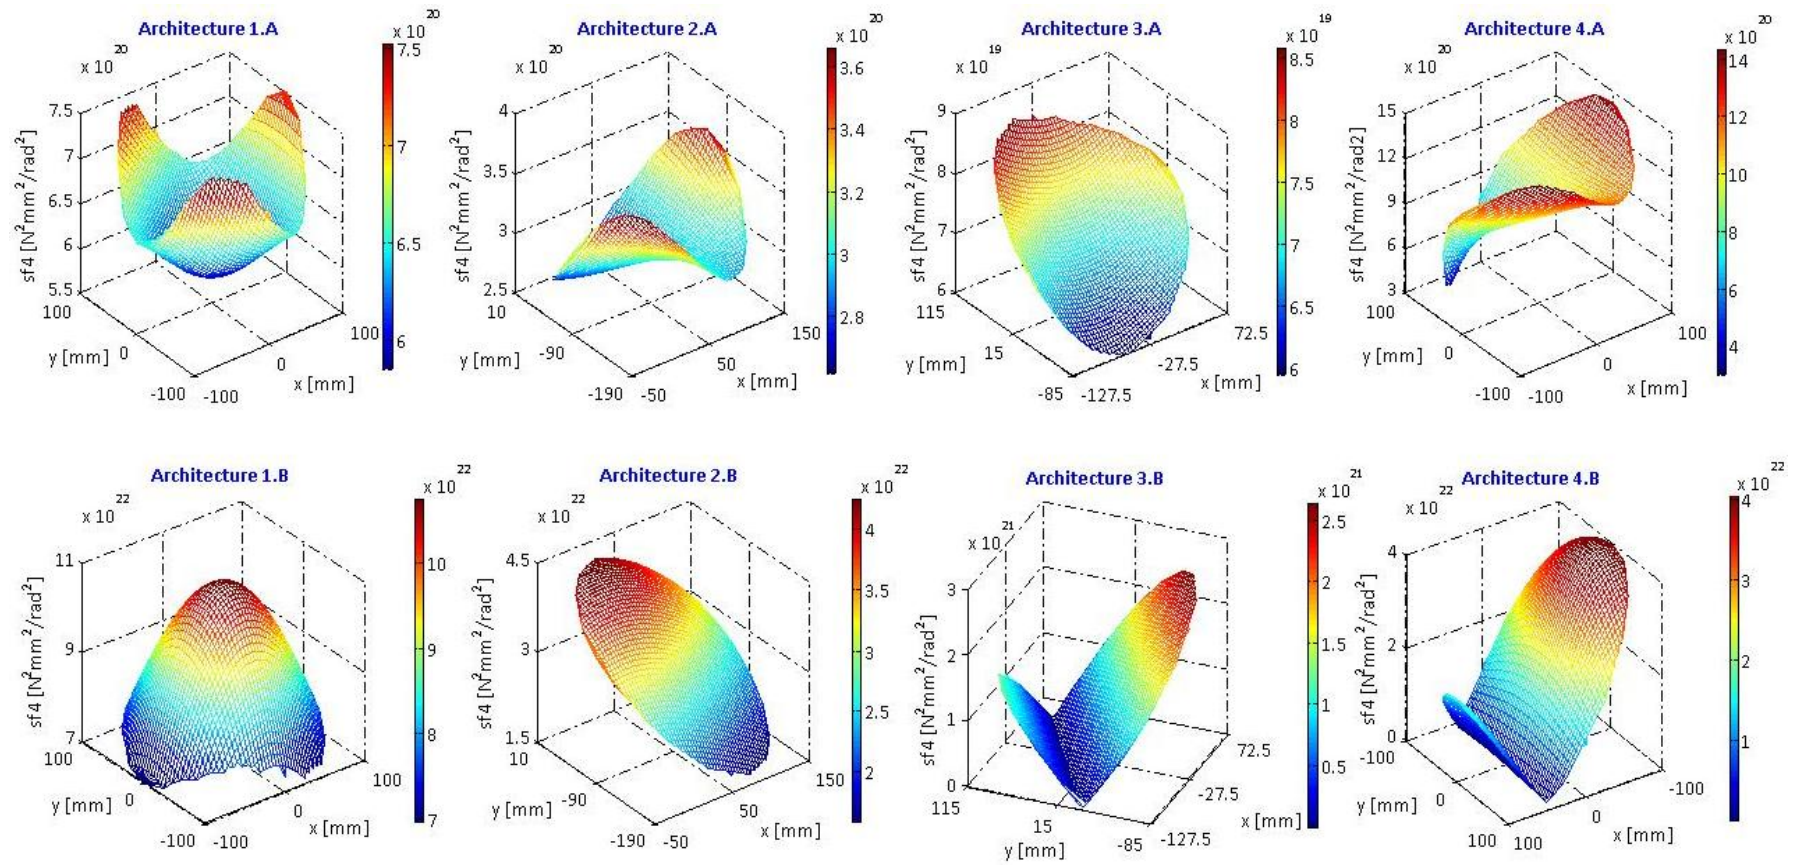 Architecture 1.A
x 10 20
x 10 20
7.5
7
6.5
6
5.5
sf4 [N²mm²/rad²]
100
0
-100
y [mm]
-100
0
100
x [mm]
7.5
7
6.5
6
Architecture 2.A
x 10 20
x 10 20
4
3.5
3
2.5
sf4 [N²mm²/rad²]
10
-90
-190
y [mm]
-50
50
150
x [mm]
3.6
3.4
3.2
3
2.8
Architecture 3.A
x 10 19
x 10 19
9
8
7
6
sf4 [N²mm²/rad²]
115
15
-85
y [mm]
-127.5
-27.5
72.5
x [mm]
8.5
8
7.5
7
6.5
6
Architecture 4.A
x 10 20
x 10 20
15
12
9
6
3
sf4 [N²mm²/rad2]
100
0
-100
y [mm]
-100
0
100
x [mm]
14
12
10
8
6
4
Architecture 1.B
x 10 22
x 10 22
11
9
7
sf4 [N²mm²/rad²]
100
0
-100
y [mm]
-100
0
100
x [mm]
10
9
8
7
Architecture 2.B
x 10 22
x 10 22
4.5
3
1.5
sf4 [N²mm²/rad²]
10
-90
-190
y [mm]
-50
50
150
x [mm]
4
3.5
3
2.5
2
Architecture 3.B
x 10 21
x 10 21
3
2
1
0
sf4 [N²mm²/rad²]
115
15
-85
y [mm]
-127.5
-27.5
72.5
x [mm]
2.5
2
1.5
1
0.5
Architecture 4.B
x 10 22
x 10 22
4
2
0
sf4 [N²mm²/rad²]
-100
0
100
y [mm]
100
0
-100
x [mm]
4
3
2
1